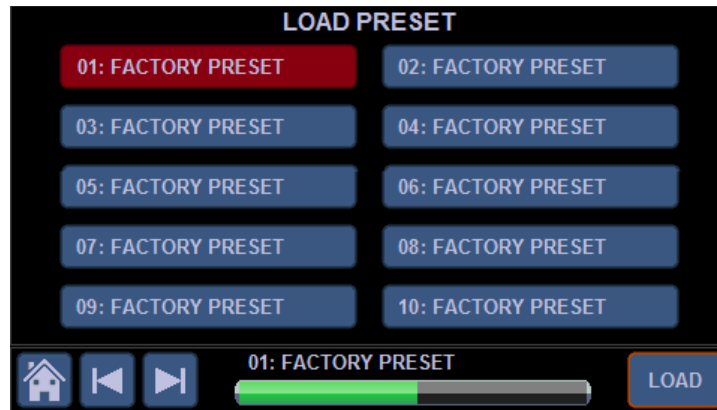 LOAD PRESET
01: FACTORY PRESET
02: FACTORY PRESET
03: FACTORY PRESET
04: FACTORY PRESET
05: FACTORY PRESET
06: FACTORY PRESET
07: FACTORY PRESET
08: FACTORY PRESET
09: FACTORY PRESET
10: FACTORY PRESET
01: FACTORY PRESET
LOAD